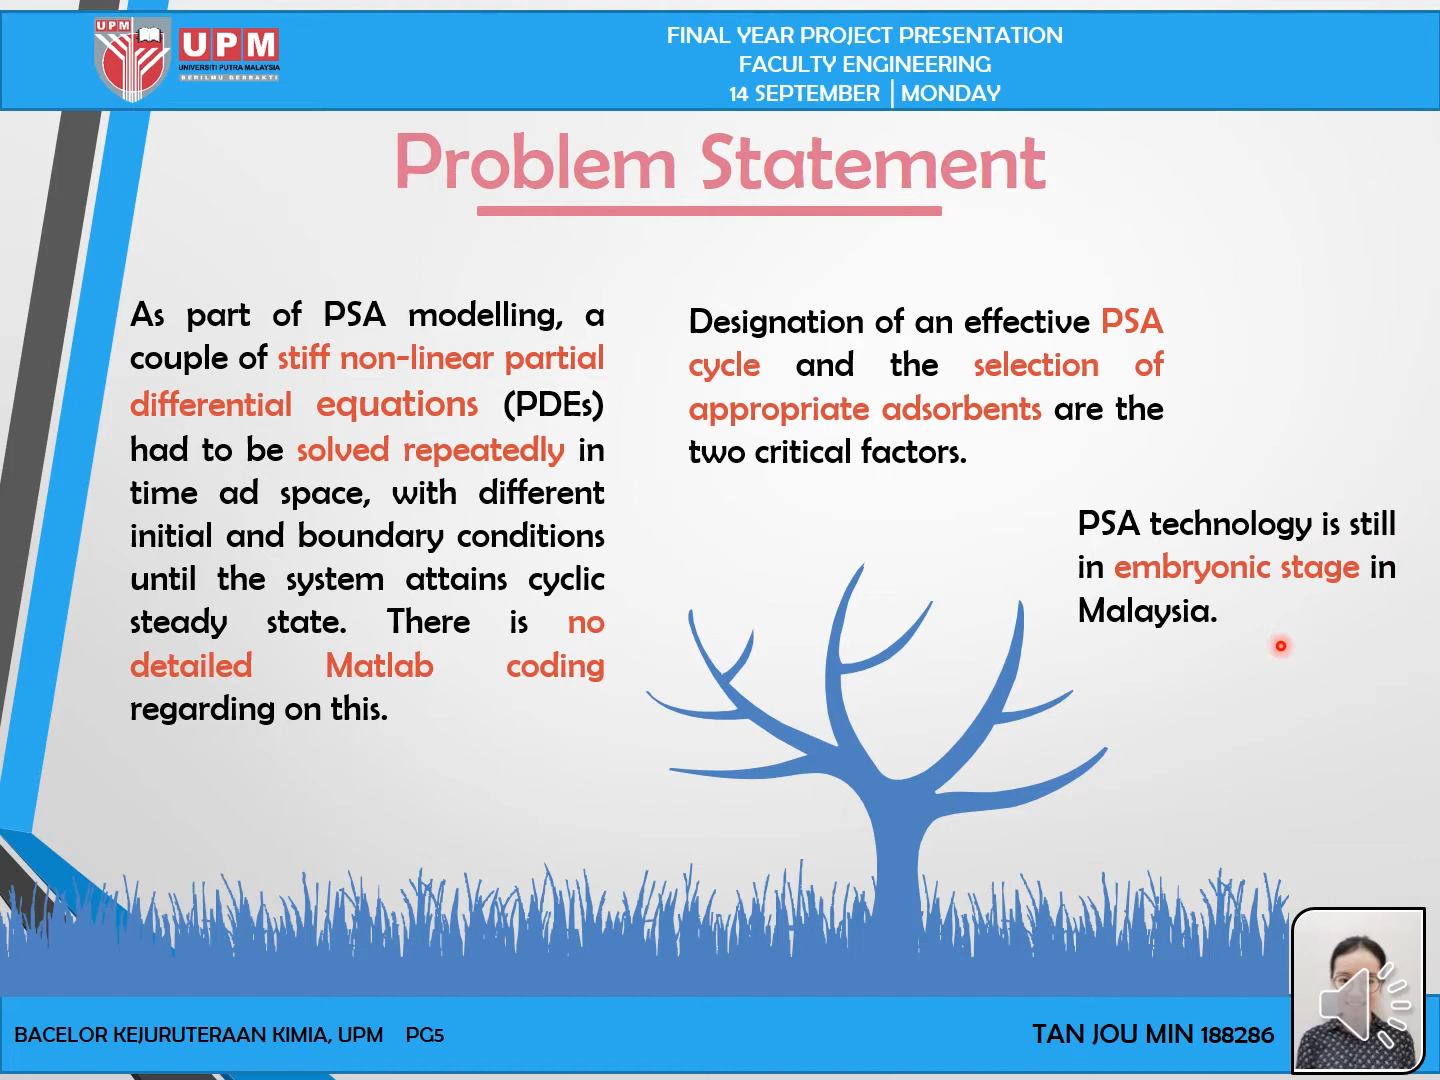 UPM
UPM
UNIVERSITI PUTRA MALAYSIA
BERILMU BERBAKTI
FINAL YEAR PROJECT PRESENTATION
FACULTY ENGINEERING
14 SEPTEMBER | MONDAY
Problem Statement
As part of PSA modelling, a
couple of stiff non-linear partial
differential equations (PDEs)
had to be solved repeatedly in
time ad space, with different
initial and boundary conditions
until the system attains cyclic
steady state. There is no
detailed Matlab coding
regarding on this.
Designation of an effective PSA
cycle and the selection of
appropriate adsorbents are the
two critical factors.
PSA technology is still
in embryonic stage in
Malaysia.
BACELOR KEJURUTERAAN KIMIA, UPM PG5
TAN JOU MIN 188286